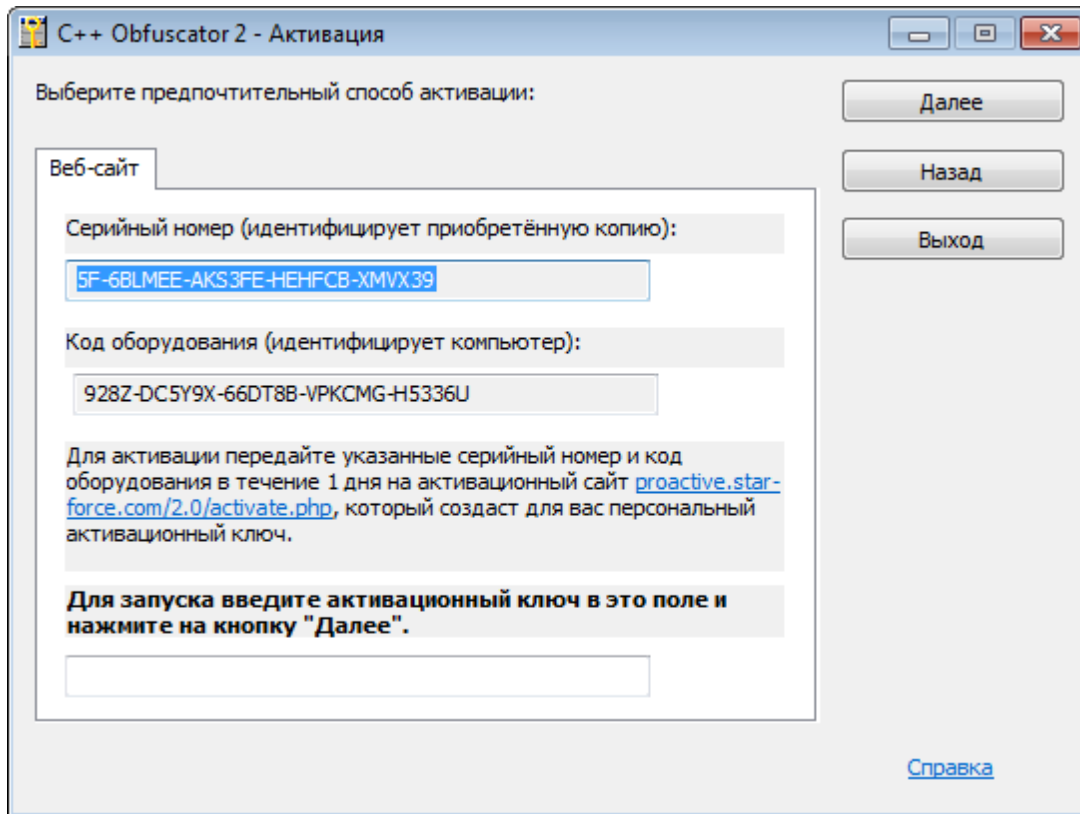 C++ Obfuscator 2 - Активация
Выберите предпочтительный способ активации:
Далее
Веб-сайт
Назад
Серийный номер (идентифицирует приобретённую копию):
Выход
5F-6BLMEE-AKS3FE-HEHFCB-XMVX39
Код оборудования (идентифицирует компьютер):
928Z-DC5Y9X-66DT8B-VPKCMG-H5336U
Для активации передайте указанные серийный номер и код
оборудования в течение 1 дня на активационный сайт proactive.star-
force.com/2.0/activate.php, который создаст для вас персональный
активационный ключ.
Для запуска введите активационный ключ в это поле и
нажмите на кнопку "Далее".
Справка